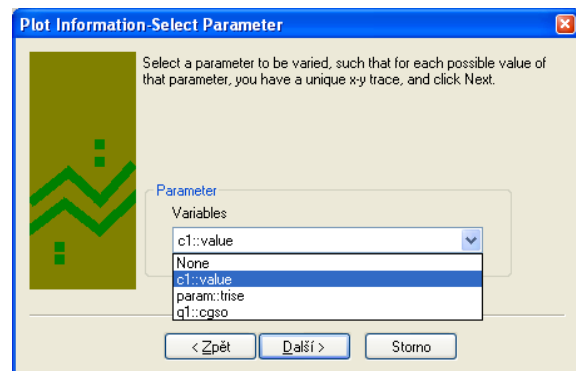 Plot Information-Select Parameter
Select a parameter to be varied, such that for each possible value of
that parameter, you have a unique x-y trace, and click Next.
Parameter
Variables
c1::value
None
c1::value
param::trise
q1::cgso
< Zpět
Další >
Storno